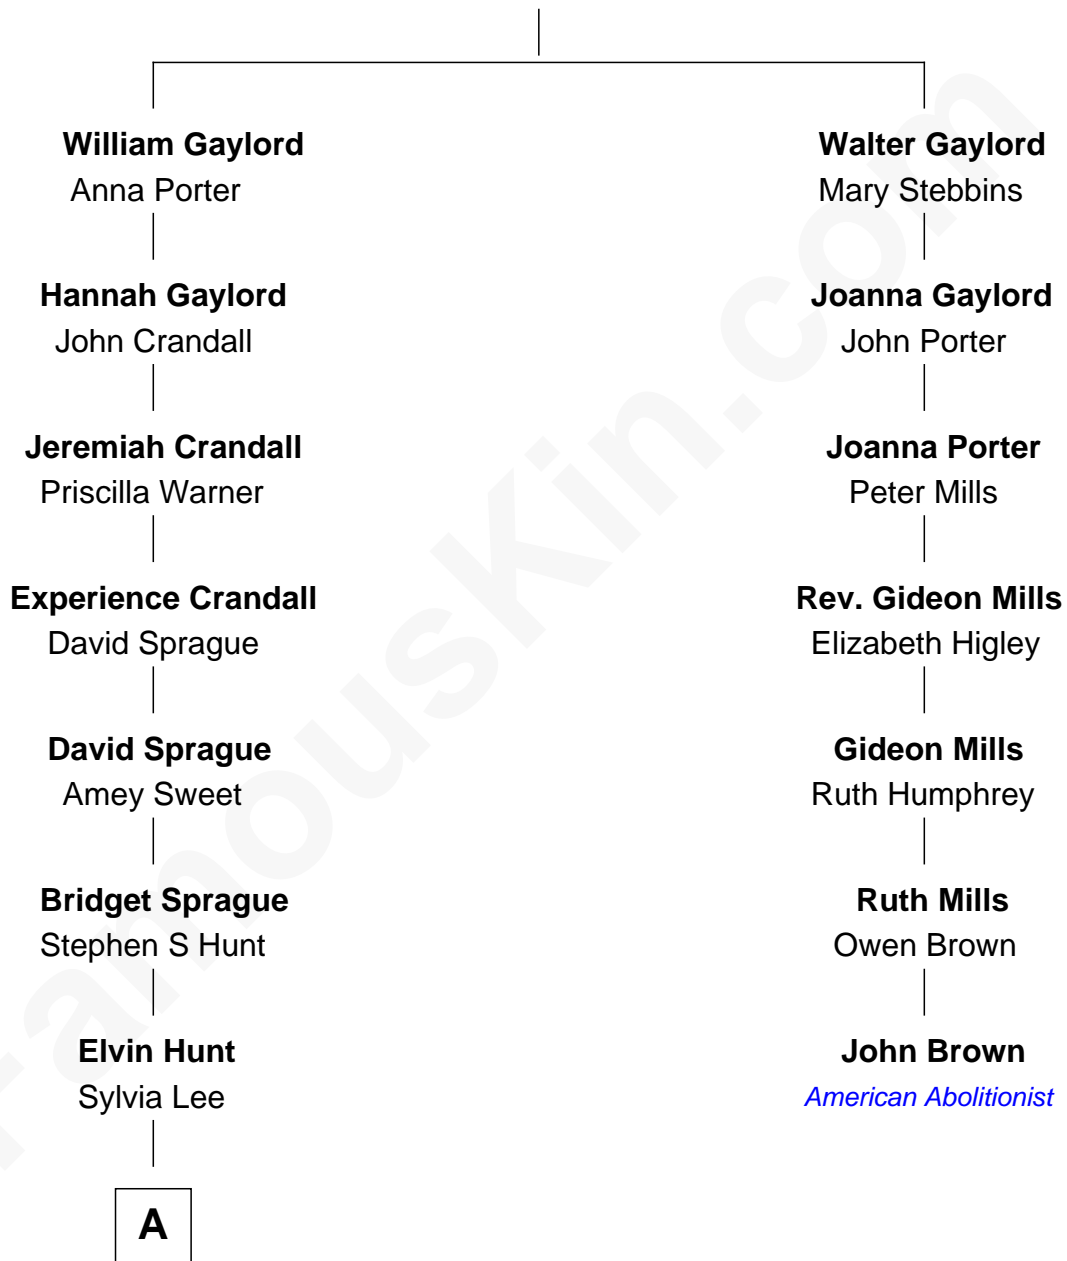 William Gaylord
Anna Porter
Walter Gaylord
Mary Stebbins
Hannah Gaylord
John Crandall
Joanna Gaylord
John Porter
Jeremiah Crandall
Priscilla Warner
Joanna Porter
Peter Mills
Experience Crandall
David Sprague
Rev. Gideon Mills
Elizabeth Higley
David Sprague
Amey Sweet
Gideon Mills
Ruth Humphrey
Bridget Sprague
Stephen S Hunt
Ruth Mills
Owen Brown
Elvin Hunt
Sylvia Lee
John Brown
American Abolitionist
A
FamousKin.com